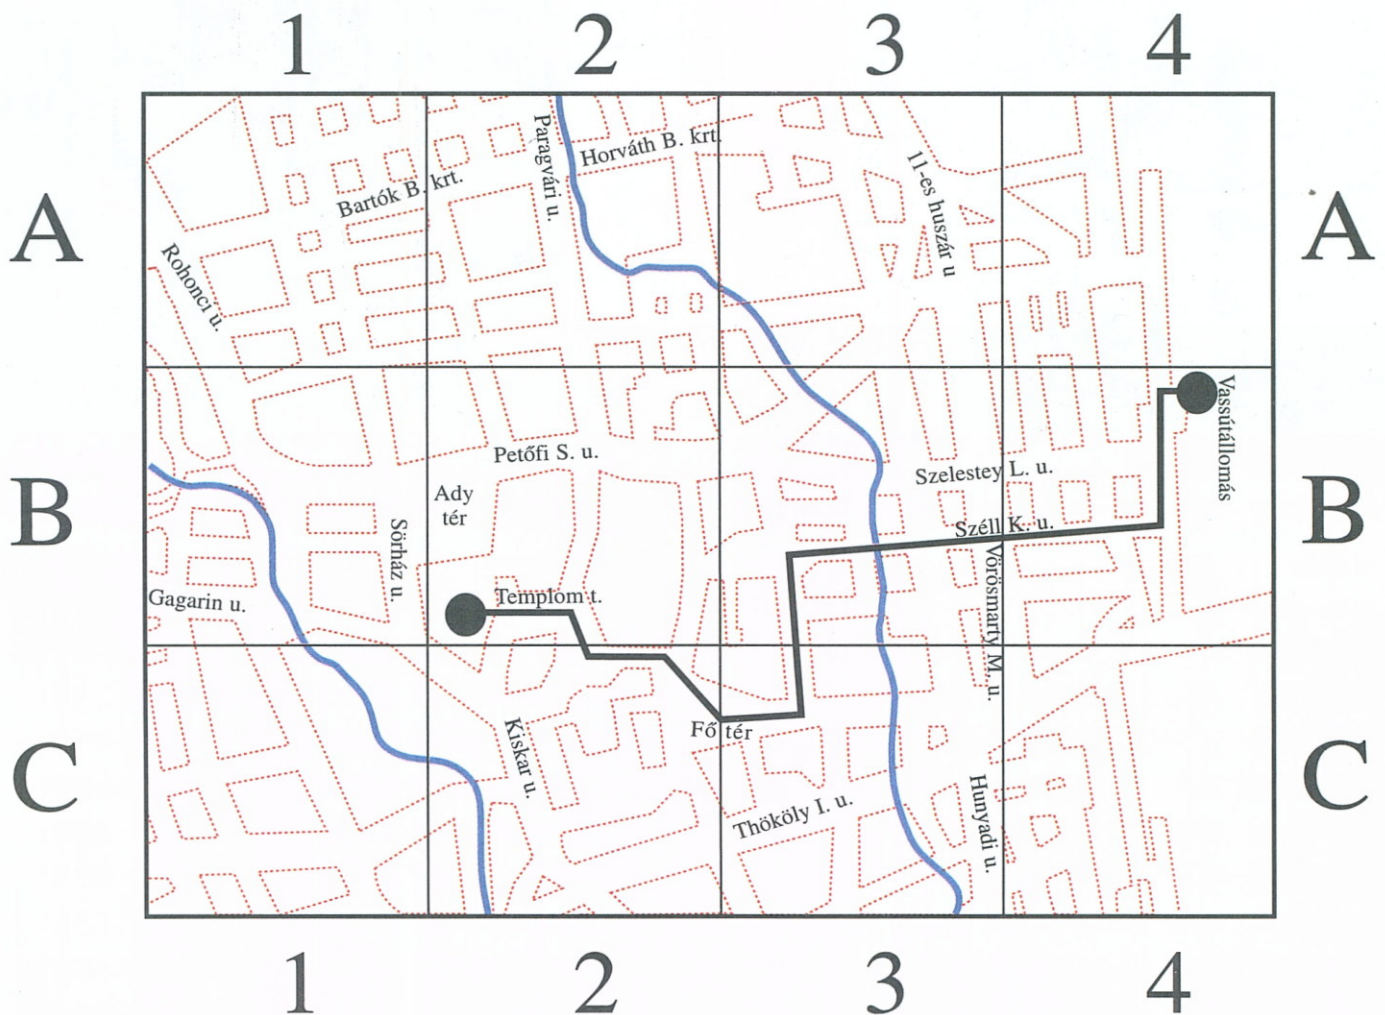 1 2 3 4
A
A
Paragvári u.
Horváth B. krt.
Bartók B. krt.
11-es huszár u
Rohonci u.
B
B
Petőfi S. u.
Ady
tér
Sörház u.
Szelestey L. u.
Vassútállomás
Széll K. u.
Vörösmarty M. u.
Gagarin u.
Templom t.
C
C
Kiskar u.
Fő tér
Thököly I. u.
Hunyadi u.
1 2 3 4